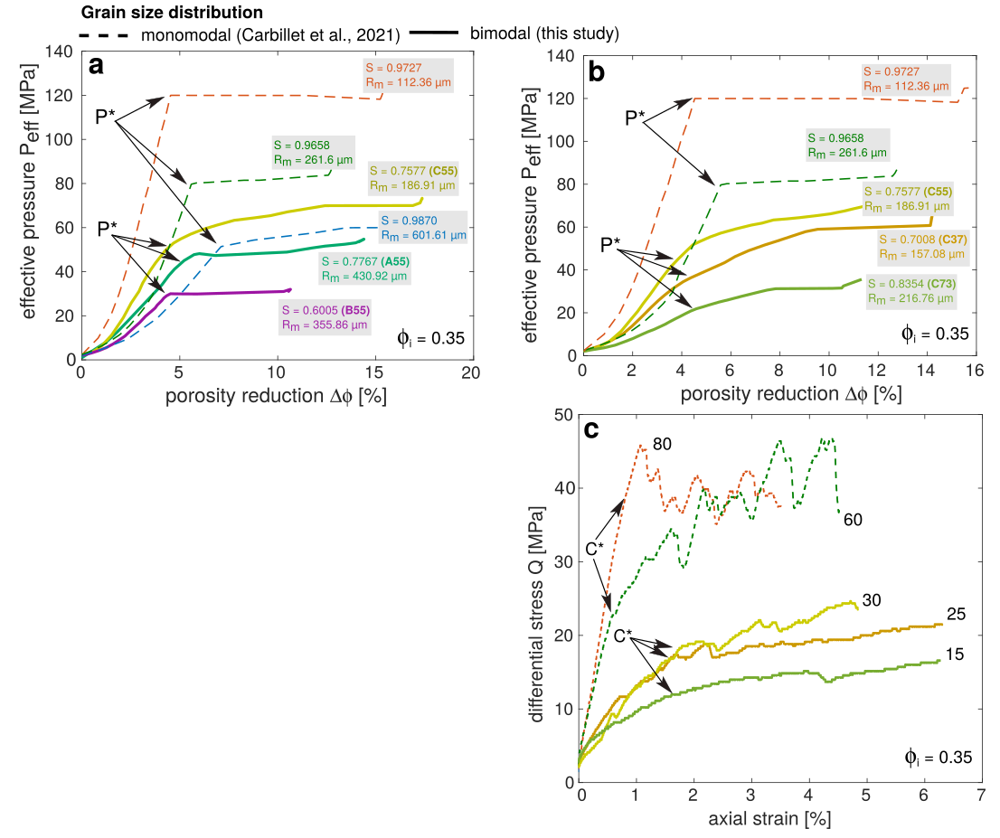 Grain size distribution
monomodal (Carbillet et al., 2021) bimodal (this study)
a
effective pressure Peff [MPa]
140
120
100
80
60
40
20
0
P*
P*
S = 0.9727
Rm = 112.36 µm
S = 0.9658
Rm = 261.6 µm
S = 0.7577 (C55)
Rm = 186.91 µm
S = 0.9870
Rm = 601.61 µm
S = 0.7767 (A55)
Rm = 430.92 µm
S = 0.6005 (B55)
Rm = 355.86 µm
ϕi = 0.35
0 5 10 15 20
porosity reduction Δϕ [%]
b
effective pressure Peff [MPa]
140
120
100
80
60
40
20
0
P*
P*
S = 0.9727
Rm = 112.36 µm
S = 0.9658
Rm = 261.6 µm
S = 0.7577 (C55)
Rm = 186.91 µm
S = 0.7008 (C37)
Rm = 157.08 µm
S = 0.8354 (C73)
Rm = 216.76 µm
ϕi = 0.35
0 2 4 6 8 10 12 14 16
porosity reduction Δϕ [%]
c
differential stress Q [MPa]
50
40
30
20
10
0
80
60
C*
C*
30
25
15
ϕi = 0.35
0 1 2 3 4 5 6 7
axial strain [%]